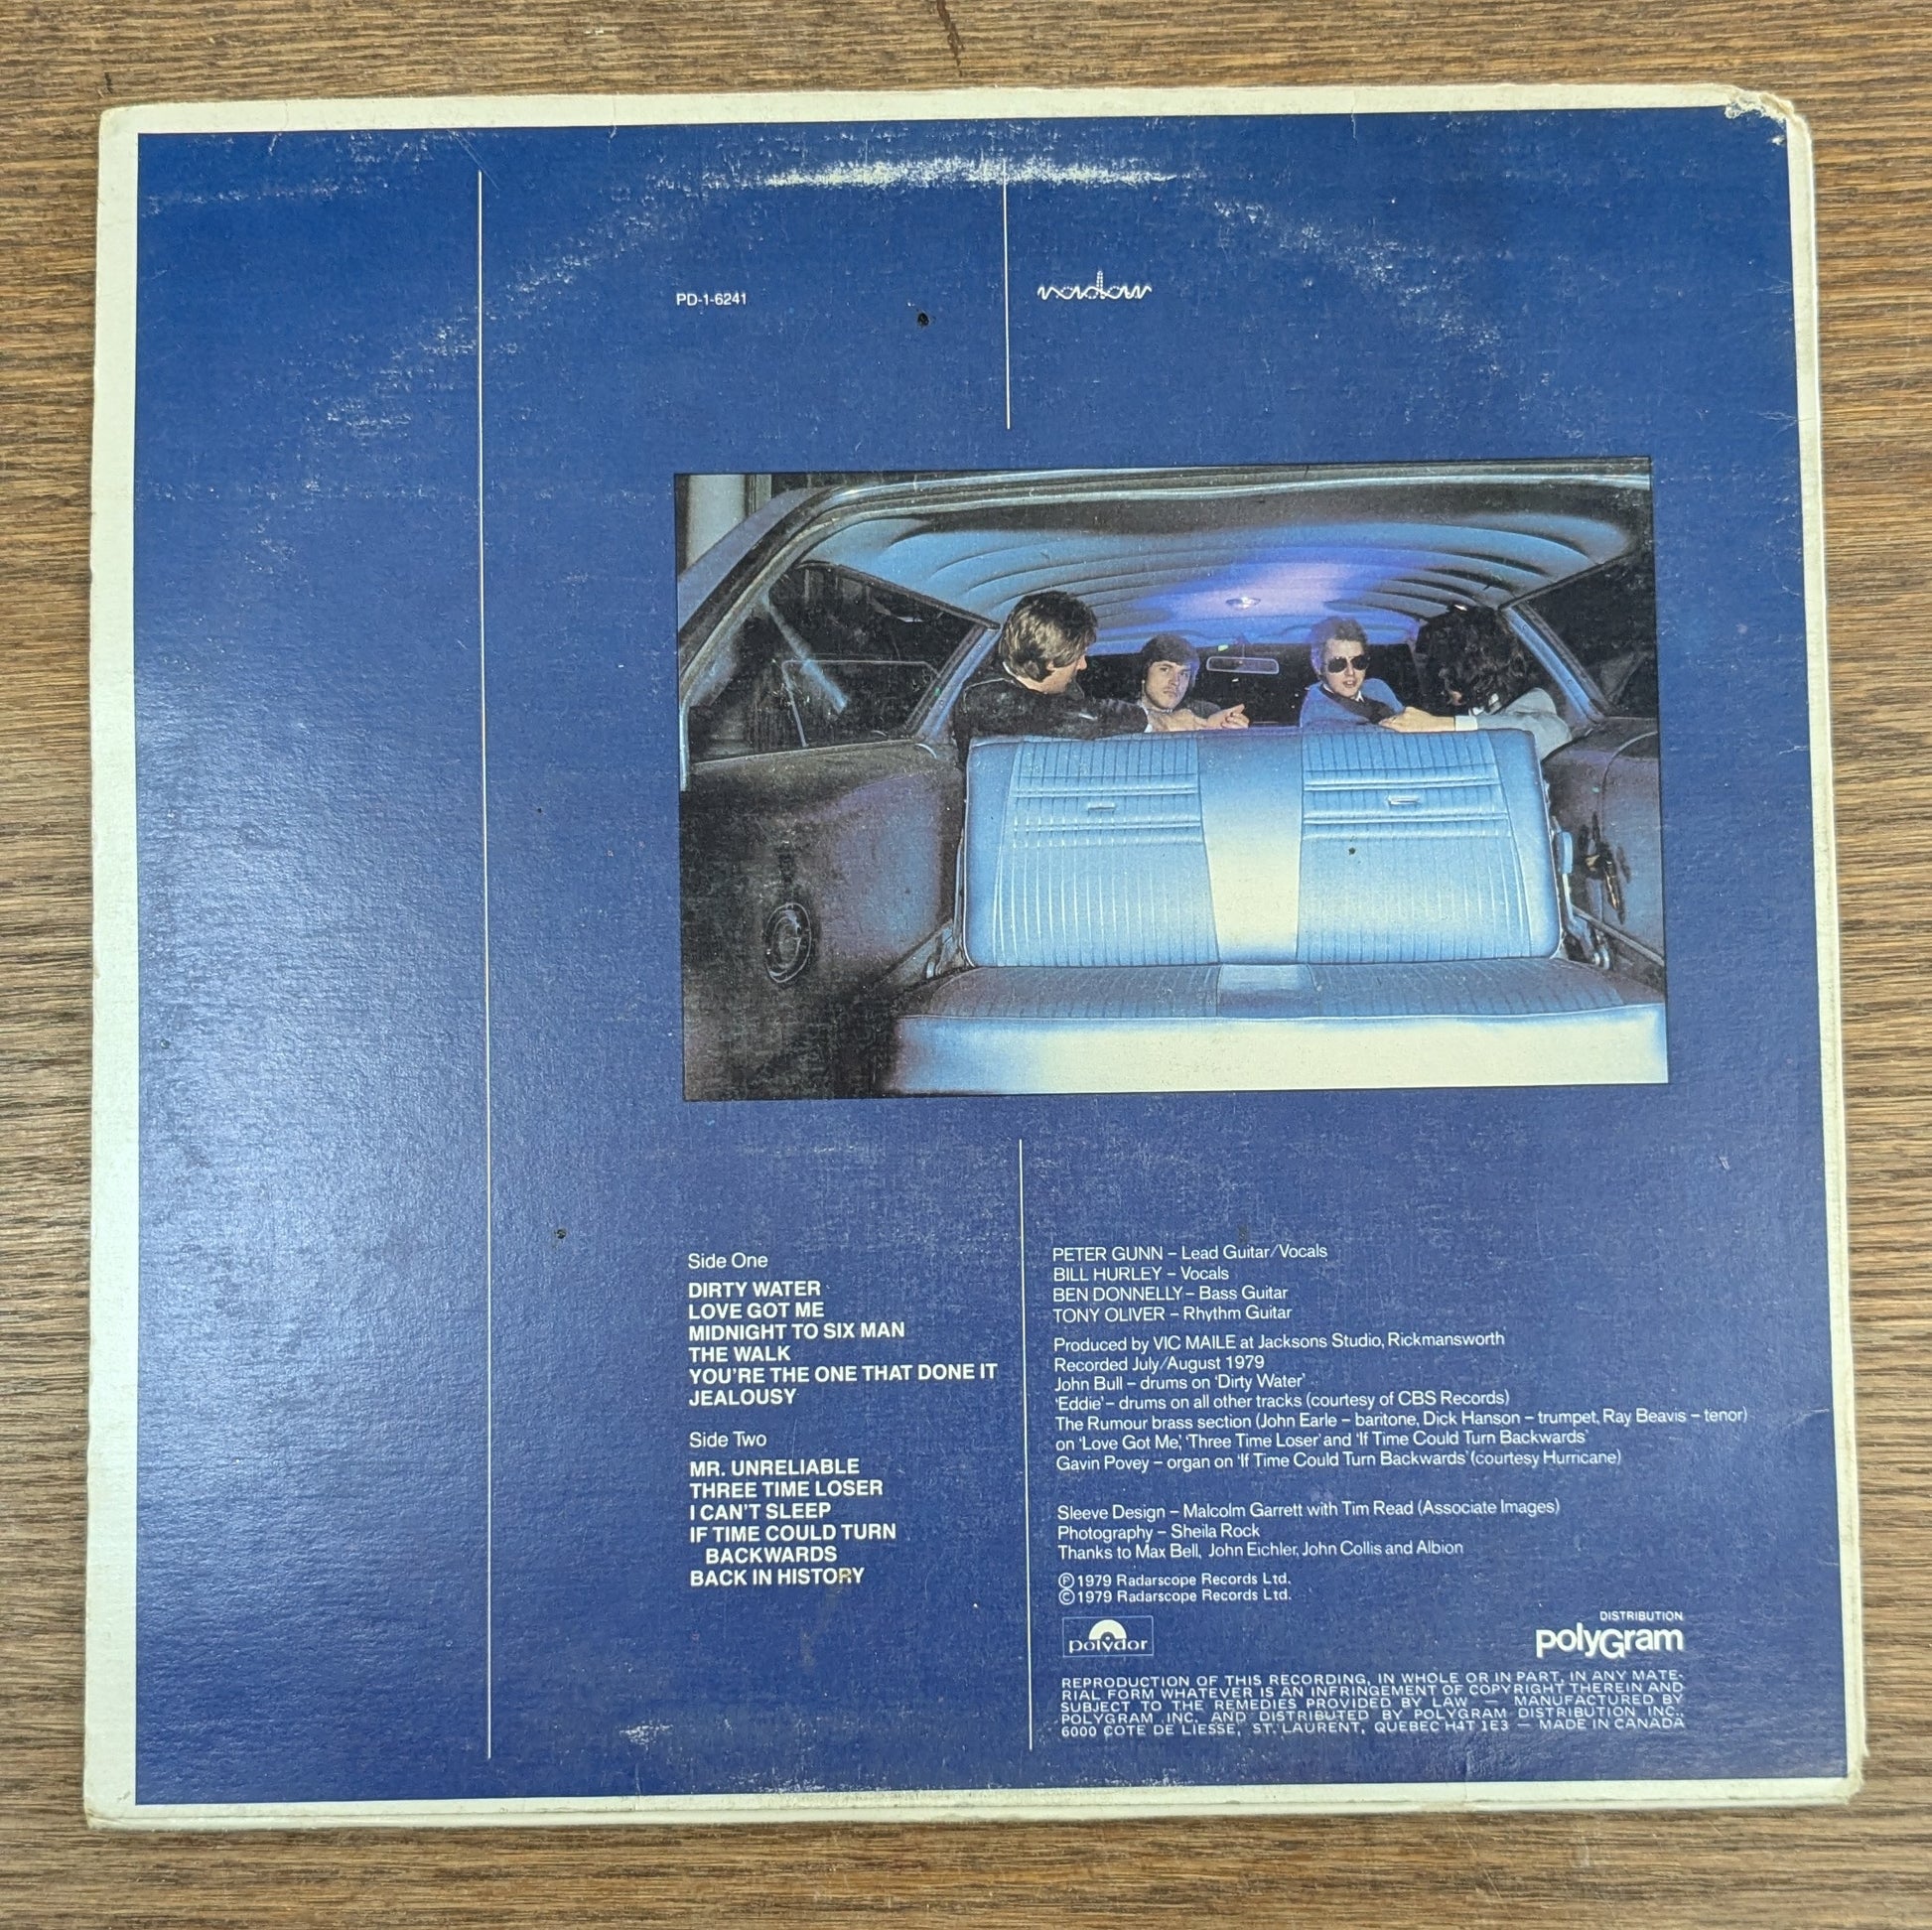 PD-1-6241
radar
Side One
DIRTY WATER
LOVE GOT ME
MIDNIGHT TO SIX MAN
THE WALK
YOU'RE THE ONE THAT DONE IT
JEALOUSY
Side Two
MR. UNRELIABLE
THREE TIME LOSER
I CAN'T SLEEP
IF TIME COULD TURN
BACKWARDS
BACK IN HISTORY
PETER GUNN – Lead Guitar/Vocals
BILL HURLEY – Vocals
BEN DONNELLY – Bass Guitar
TONY OLIVER – Rhythm Guitar
Produced by VIC MAILE at Jacksons Studio, Rickmansworth
Recorded July/August 1979
John Bull – drums on 'Dirty Water'
'Eddie' – drums on all other tracks (courtesy of CBS Records)
The Rumour brass section (John Earle – baritone, Dick Hanson – trumpet, Ray Beavis – tenor)
on 'Love Got Me', 'Three Time Loser' and 'If Time Could Turn Backwards'
Gavin Povey – organ on 'If Time Could Turn Backwards' (courtesy Hurricane)
Sleeve Design – Malcolm Garrett with Tim Read (Associate Images)
Photography – Sheila Rock
Thanks to Max Bell, John Eichler, John Collis and Albion
Ⓟ 1979 Radarscope Records Ltd.
© 1979 Radarscope Records Ltd.
polydor
DISTRIBUTION
polyGram
REPRODUCTION OF THIS RECORDING, IN WHOLE OR IN PART, IN ANY MATE-
RIAL FORM WHATEVER IS AN INFRINGEMENT OF COPYRIGHT THEREIN AND
SUBJECT TO THE REMEDIES PROVIDED BY LAW — MANUFACTURED BY
POLYGRAM INC. AND DISTRIBUTED BY POLYGRAM DISTRIBUTION INC.,
6000 COTE DE LIESSE, ST. LAURENT, QUEBEC H4T 1E3 — MADE IN CANADA